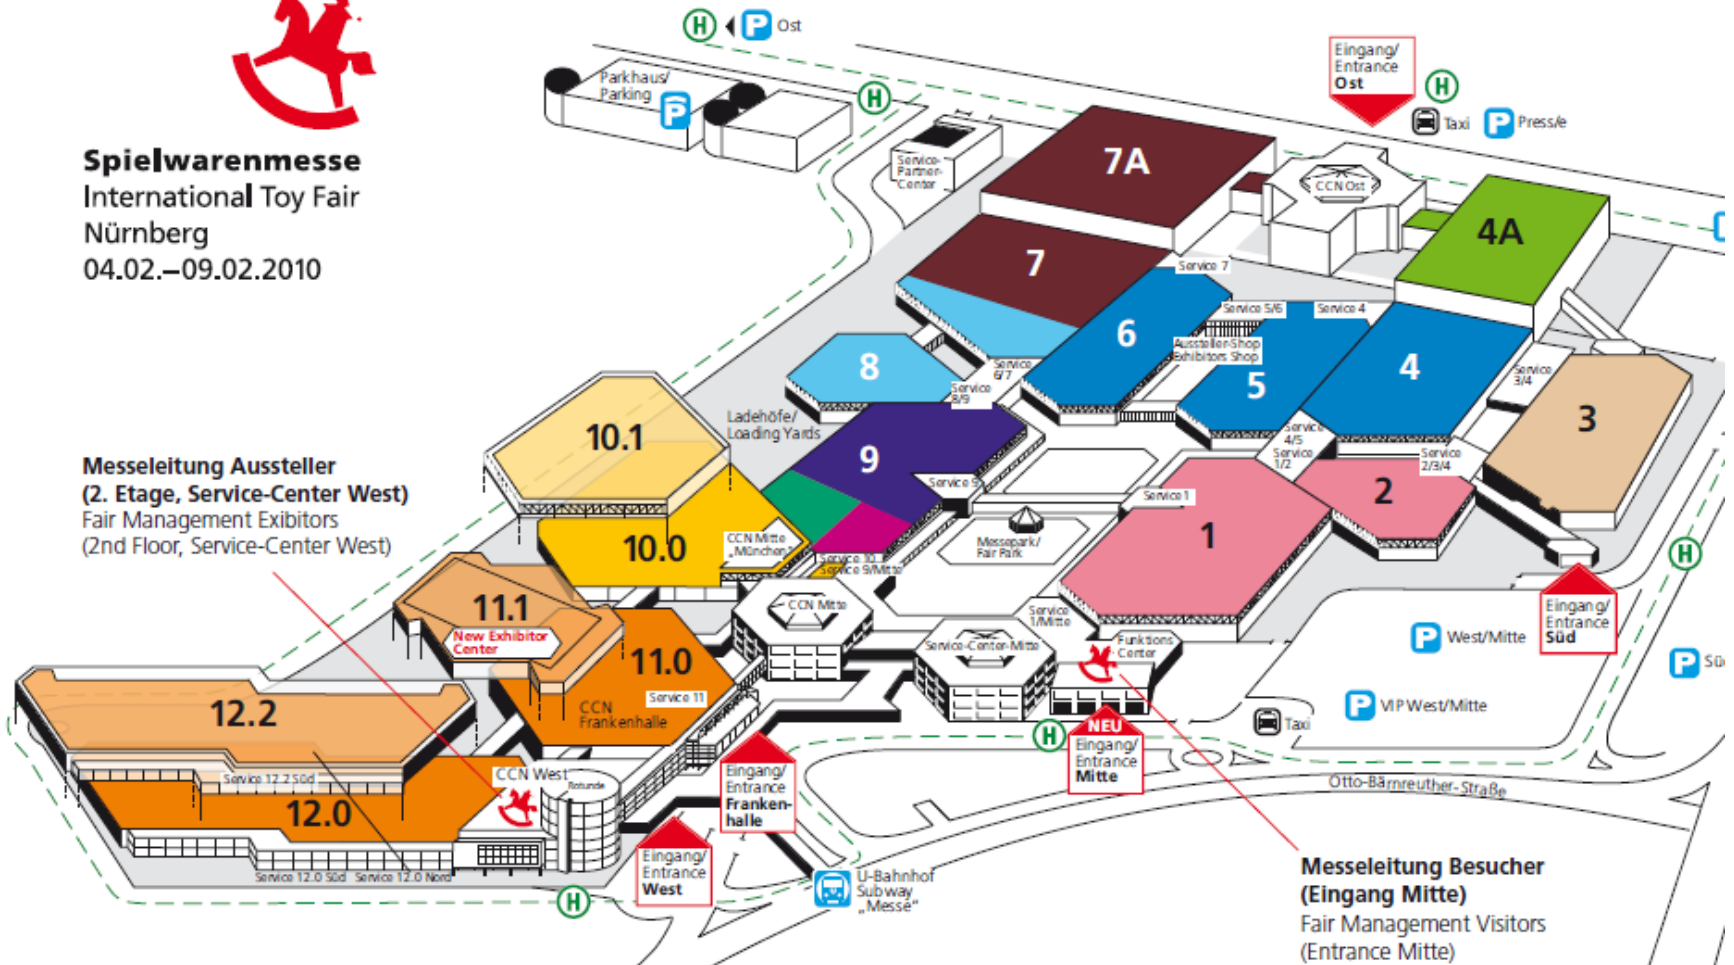 H P Ost
Parkhaus/
Parking
P
H
Eingang/
Entrance
Ost
H
Taxi P Press/e
Spielwarenmesse
International Toy Fair
Nürnberg
04.02.–09.02.2010
Service-
Partner-
Center
7A
CCN Ost
4A
7
Service 7
Service 5/6
Service 4
6
Aussteller-Shop
Exhibitors Shop
5
4
Service
3/4
3
8
Service
6/7
Service
8/9
Ladehöfe/
Loading Yards
10.1
9
Service 9
Service
4/5
Service
1/2
Service
2/3/4
2
Service 1
1
Messepark/
Fair Park
Messeleitung Aussteller
(2. Etage, Service-Center West)
Fair Management Exibitors
(2nd Floor, Service-Center West)
10.0
CCN Mitte
„München“
Service 10
Service 9/Mitte
CCN Mitte
Service
1/Mitte
Service-Center-Mitte
Funktions
Center
H
Eingang/
Entrance
Süd
P West/Mitte
P
P VIP West/Mitte
Taxi
11.1
New Exhibitor
Center
11.0
Service 11
CCN
Frankenhalle
12.2
Service 12.2 Süd
12.0
CCN West
Rotunde
Service 12.0 Süd
Service 12.0 Nord
H
NEU
Eingang/
Entrance
Mitte
Eingang/
Entrance
Franken-
halle
Eingang/
Entrance
West
H
U-Bahnhof
Subway
„Messe“
Otto-Bärnreuther-Straße
Messeleitung Besucher
(Eingang Mitte)
Fair Management Visitors
(Entrance Mitte)